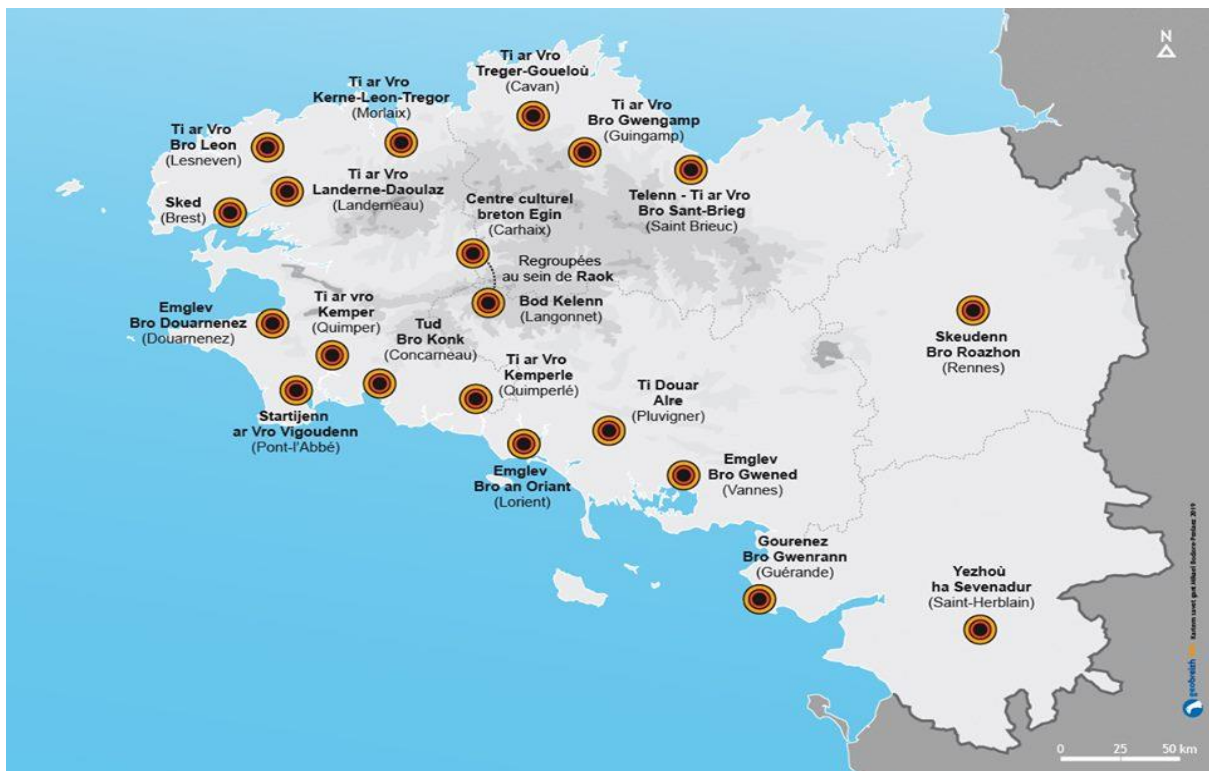 N
Ti ar Vro
Treger-Goueloù
(Cavan)
Ti ar Vro
Kerne-Leon-Tregor
(Morlaix)
Ti ar Vro
Bro Gwengamp
(Guingamp)
Ti ar Vro
Bro Leon
(Lesneven)
Ti ar Vro
Landerne-Daoulaz
(Landerneau)
Sked
(Brest)
Centre culturel
breton Egin
(Carhaix)
Telenn - Ti ar Vro
Bro Sant-Brieg
(Saint Brieuc)
Regroupées
au sein de Raok
Bod Kelenn
(Langonnet)
Emglev
Bro Douarnenez
(Douarnenez)
Ti ar vro
Kemper
(Quimper)
Tud
Bro Konk
(Concarneau)
Skeudenn
Bro Roazhon
(Rennes)
Ti ar Vro
Kemperle
(Quimperlé)
Ti Douar
Alre
(Pluvigner)
Startijenn
ar Vro Vigoudenn
(Pont-l'Abbé)
Emglev
Bro an Oriant
(Lorient)
Emglev
Bro Gwened
(Vannes)
Gourenez
Bro Gwenrann
(Guérande)
Yezhoù
ha Sevenadur
(Saint-Herblain)
geobreizh
0 25 50 km